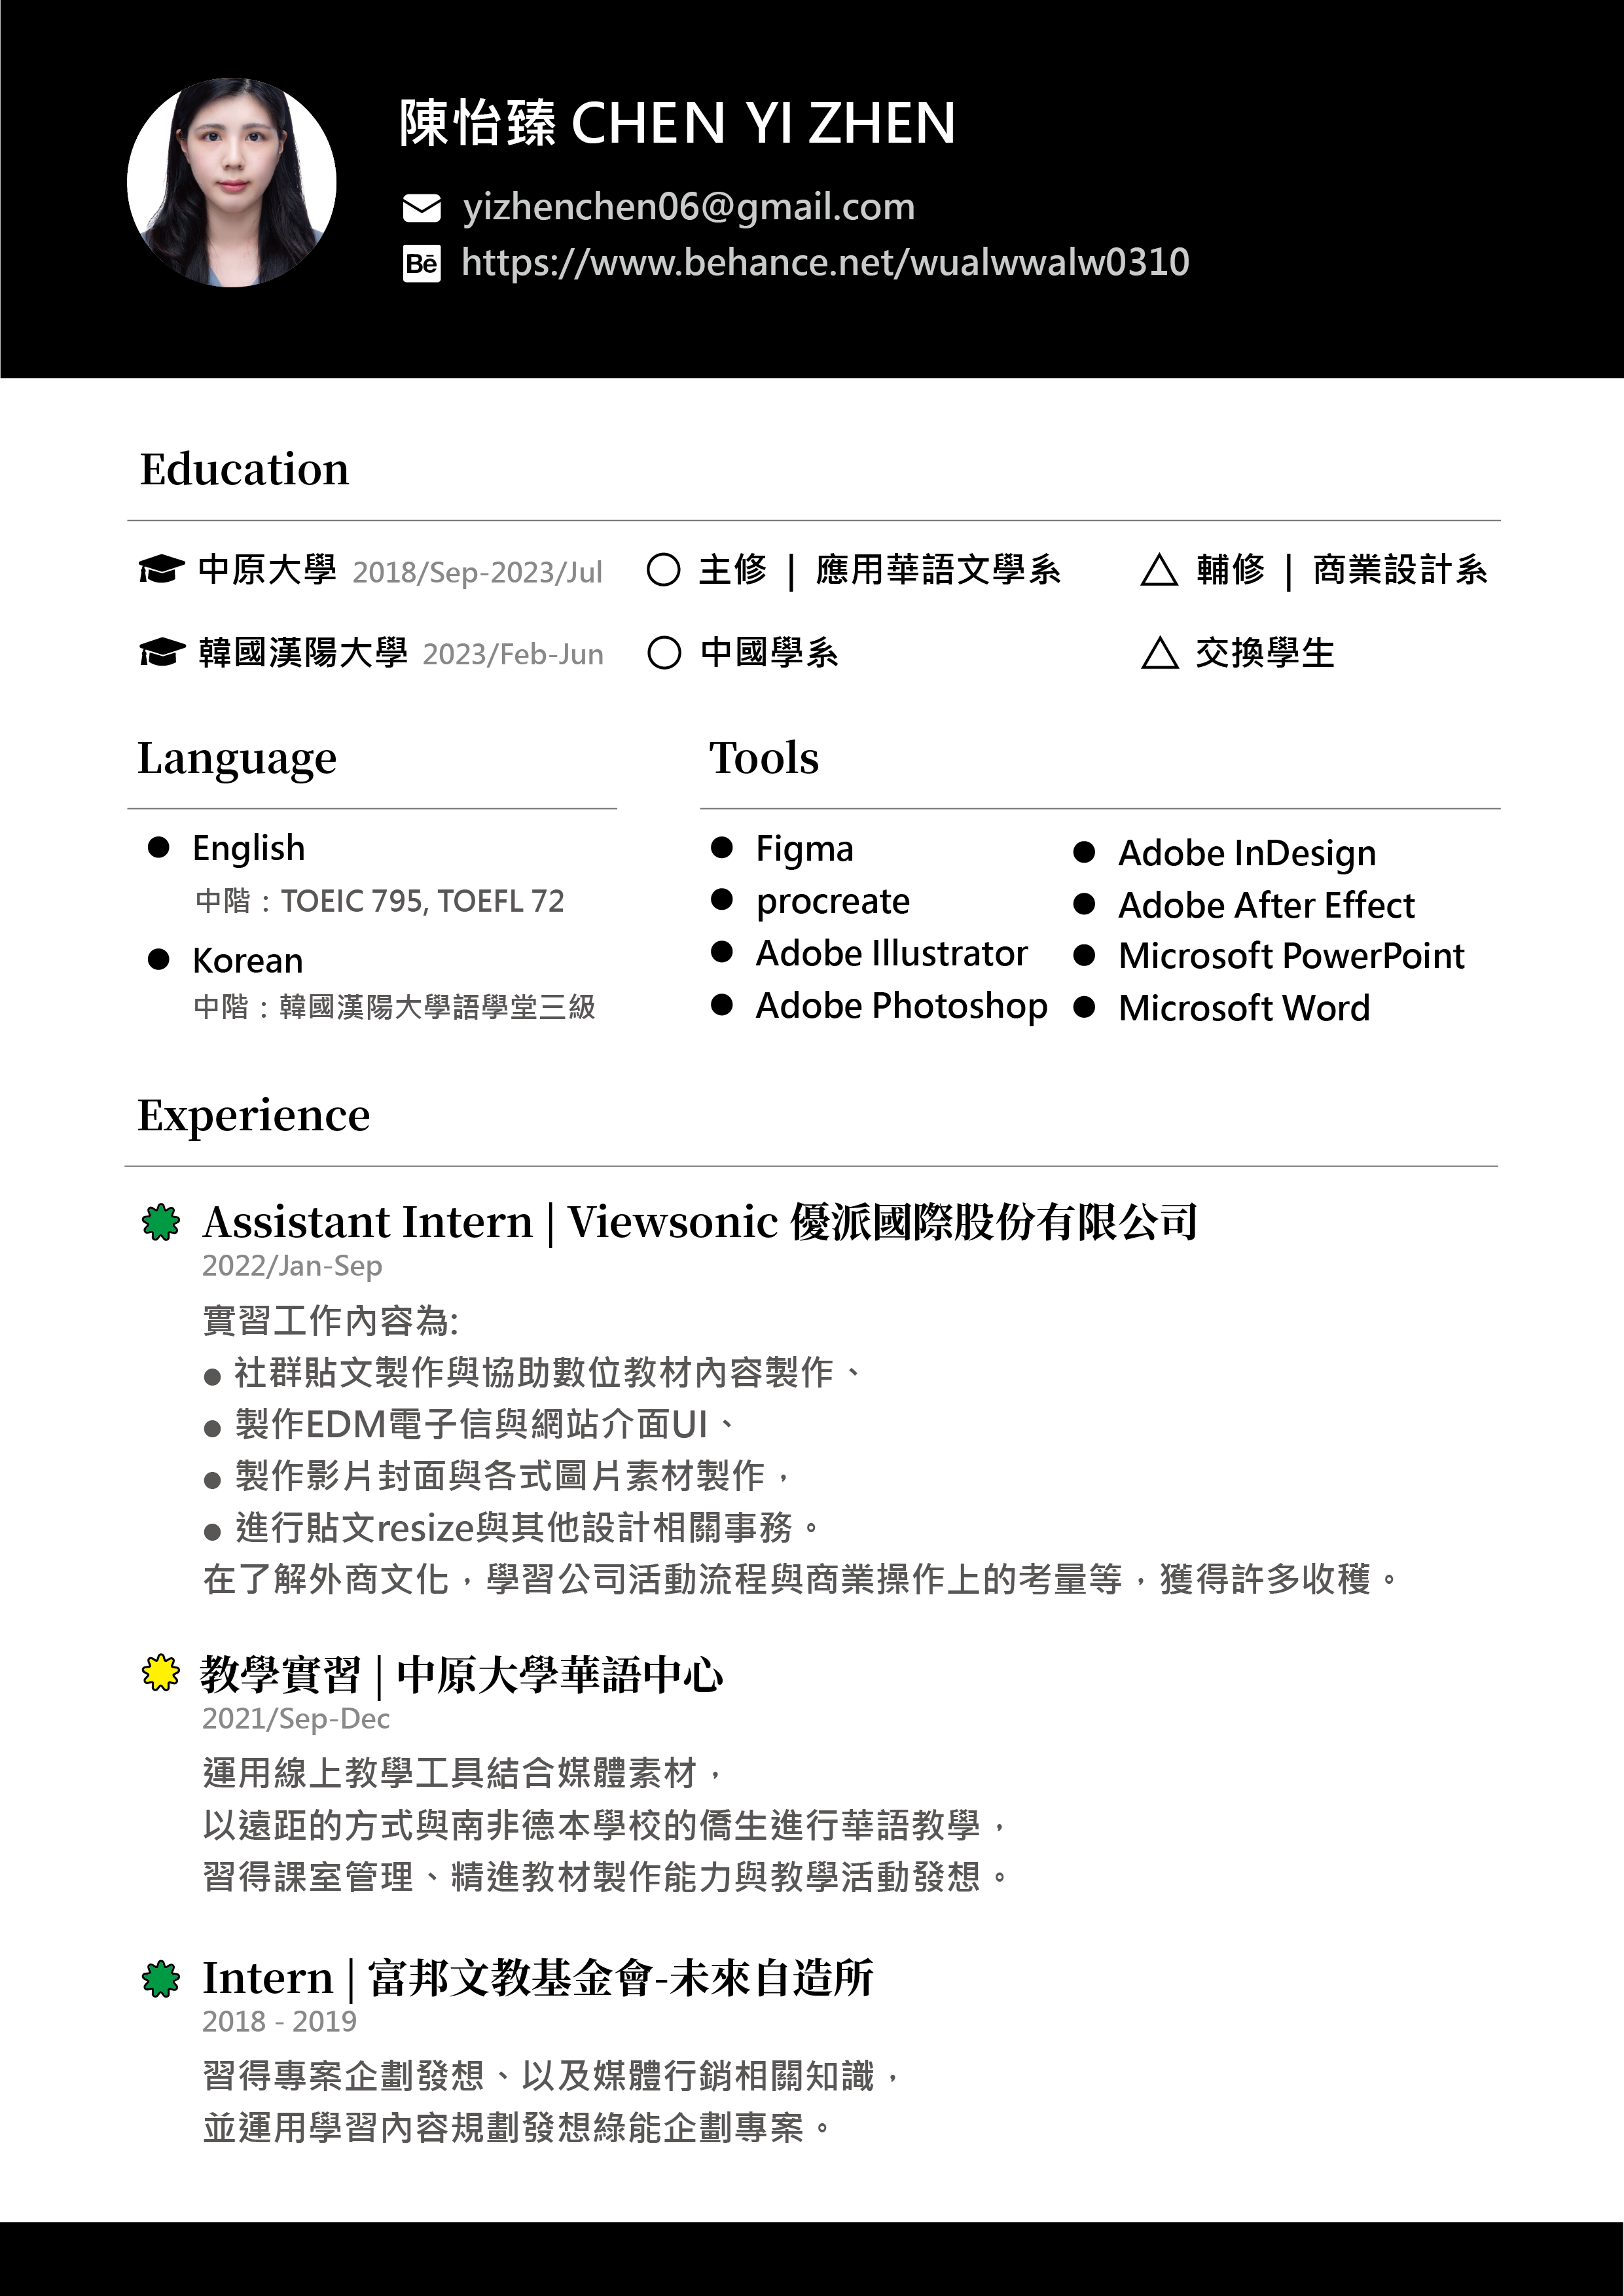 陳怡臻 CHEN YI ZHEN
yizhenchen06@gmail.com
Bē https://www.behance.net/wualwwalw0310
Education
中原大學 2018/Sep-2023/Jul 主修 | 應用華語文學系 輔修 | 商業設計系
韓國漢陽大學 2023/Feb-Jun 中國學系 交換學生
Language
Tools
● English
中階：TOEIC 795, TOEFL 72
● Korean
中階：韓國漢陽大學語學堂三級
● Figma
● procreate
● Adobe Illustrator
● Adobe Photoshop
● Adobe InDesign
● Adobe After Effect
● Microsoft PowerPoint
● Microsoft Word
Experience
Assistant Intern | Viewsonic 優派國際股份有限公司
2022/Jan-Sep
實習工作內容為:
● 社群貼文製作與協助數位教材內容製作、
● 製作EDM電子信與網站介面UI、
● 製作影片封面與各式圖片素材製作，
● 進行貼文resize與其他設計相關事務。
在了解外商文化，學習公司活動流程與商業操作上的考量等，獲得許多收穫。
教學實習 | 中原大學華語中心
2021/Sep-Dec
運用線上教學工具結合媒體素材，
以遠距的方式與南非德本學校的僑生進行華語教學，
習得課室管理、精進教材製作能力與教學活動發想。
Intern | 富邦文教基金會-未來自造所
2018 - 2019
習得專案企劃發想、以及媒體行銷相關知識，
並運用學習內容規劃發想綠能企劃專案。